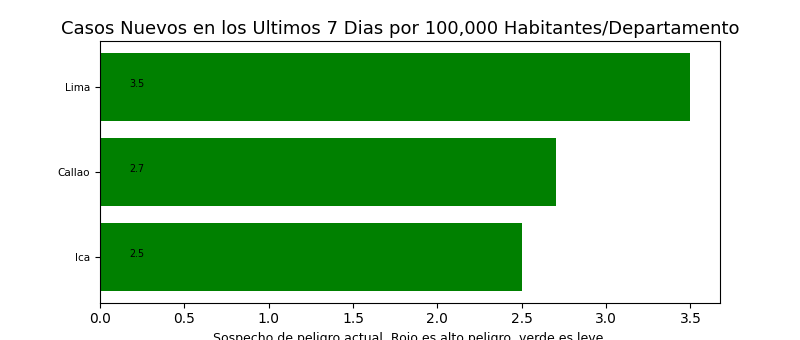 Casos Nuevos en los Ultimos 7 Dias por 100,000 Habitantes/Departamento
Lima
3.5
Callao
2.7
Ica
2.5
0.0 0.5 1.0 1.5 2.0 2.5 3.0 3.5
Sospecho de peligro actual. Rojo es alto peligro, verde es leve